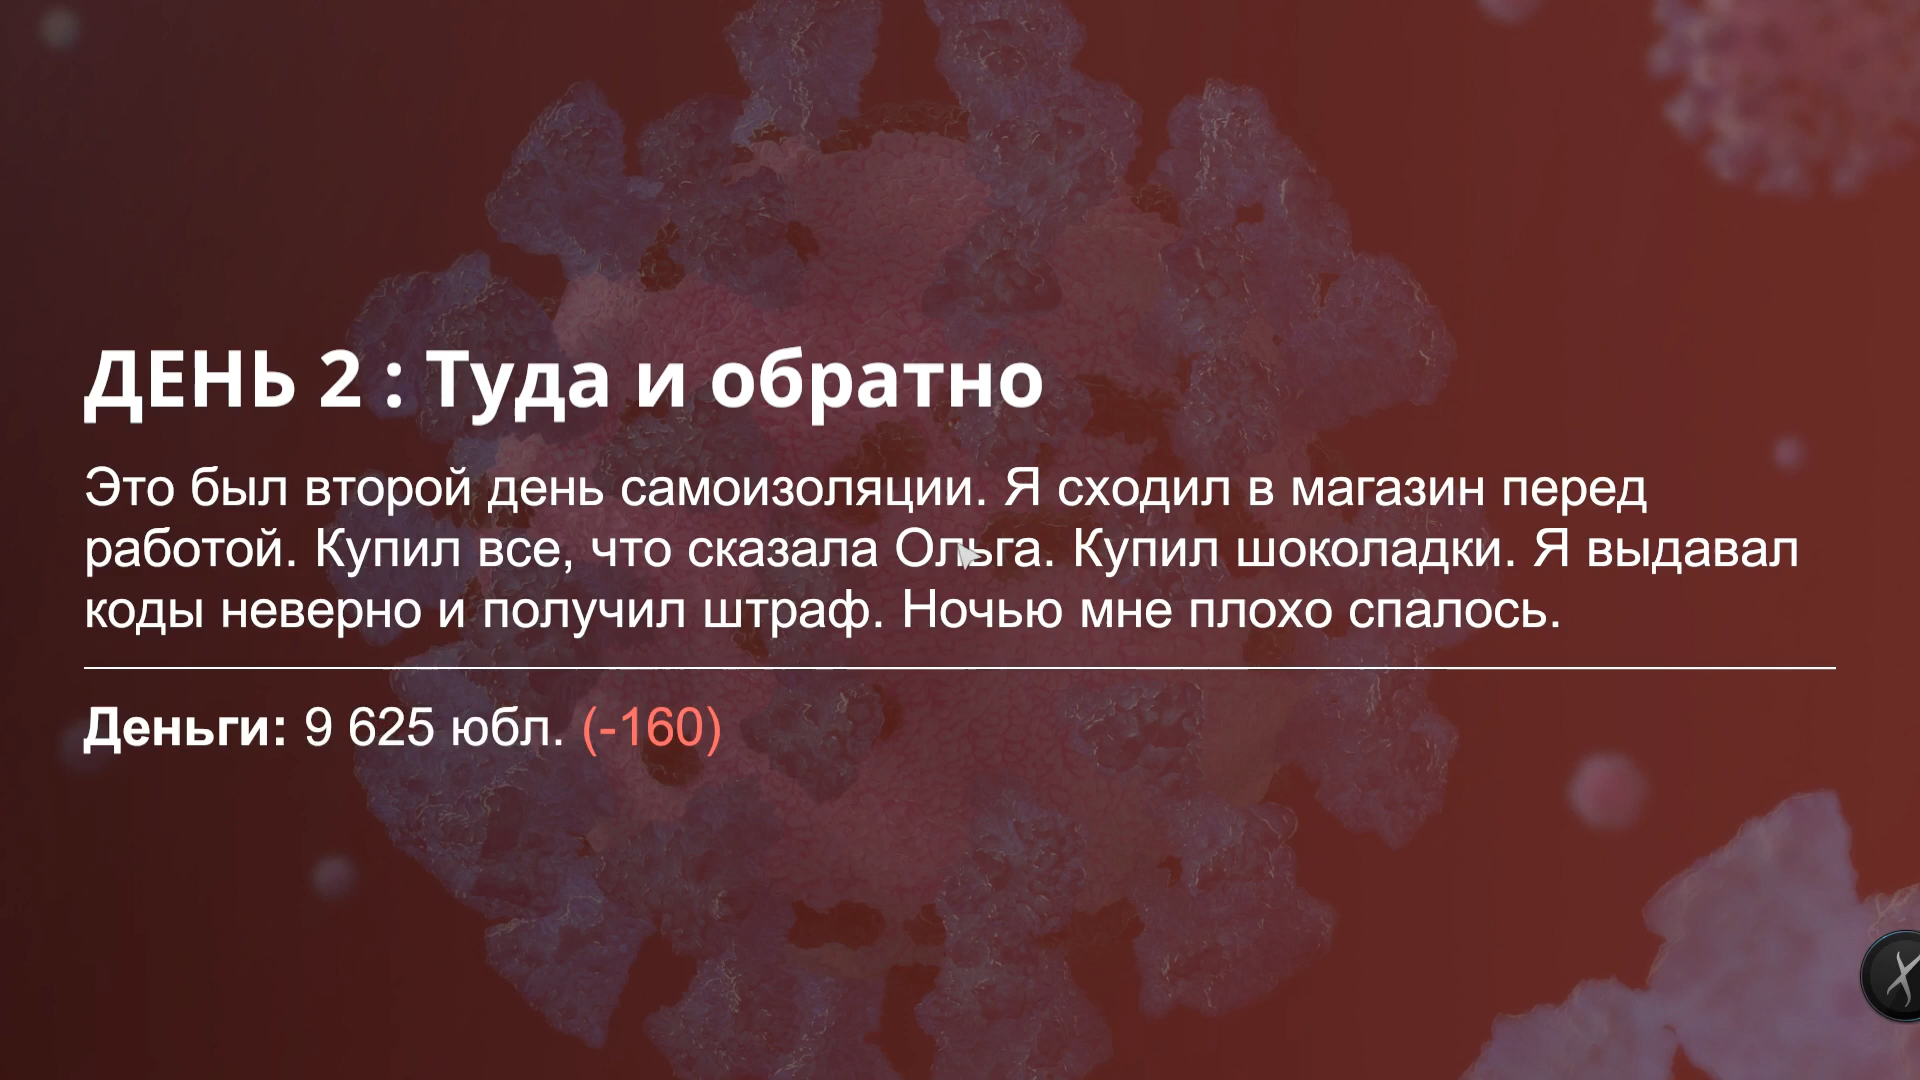 ДЕНЬ 2 : Туда и обратно
Это был второй день самоизоляции. Я сходил в магазин перед
работой. Купил все, что сказала Ольга. Купил шоколадки. Я выдавал
коды неверно и получил штраф. Ночью мне плохо спалось.
Деньги: 9 625 юбл. (-160)